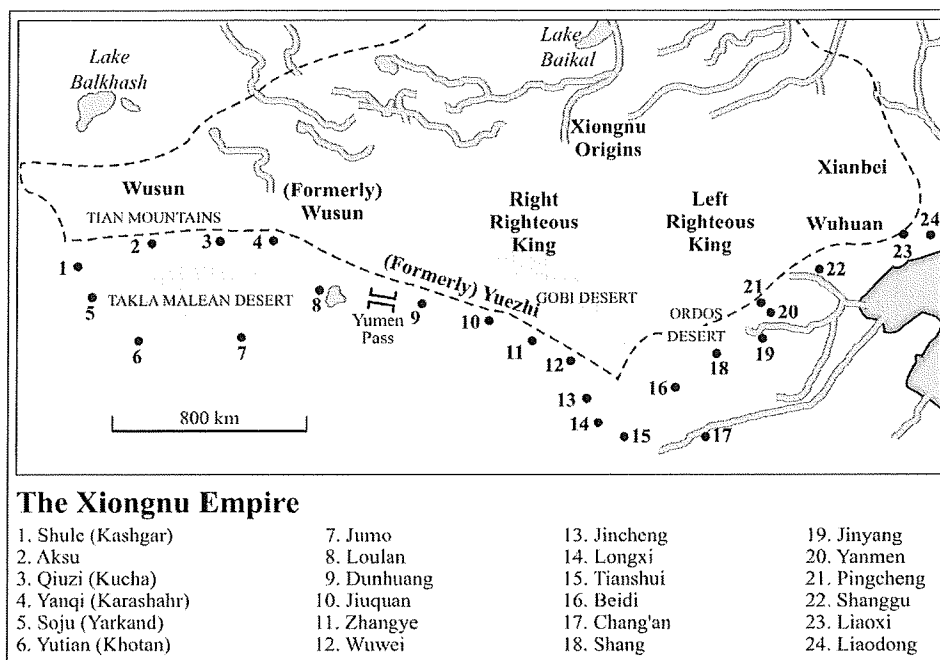 Lake
Balkhash
Lake
Baikal
Xiongnu
Origins
Xianbei
Wusun
(Formerly)
Wusun
Right
Righteous
King
Left
Righteous
King
Wuhuan
TIAN MOUNTAINS
(Formerly) Yuezhi
TAKLA MALEAN DESERT
GOBI DESERT
ORDOS
DESERT
Yumen
Pass
1
2
3
4
5
6
7
8
9
10
11
12
13
14
15
16
17
18
19
20
21
22
23
24
800 km
The Xiongnu Empire
1. Shule (Kashgar)
2. Aksu
3. Qiuzi (Kucha)
4. Yanqi (Karashahr)
5. Soju (Yarkand)
6. Yutian (Khotan)
7. Jumo
8. Loulan
9. Dunhuang
10. Jiuquan
11. Zhangye
12. Wuwei
13. Jincheng
14. Longxi
15. Tianshui
16. Beidi
17. Chang'an
18. Shang
19. Jinyang
20. Yanmen
21. Pingcheng
22. Shanggu
23. Liaoxi
24. Liaodong